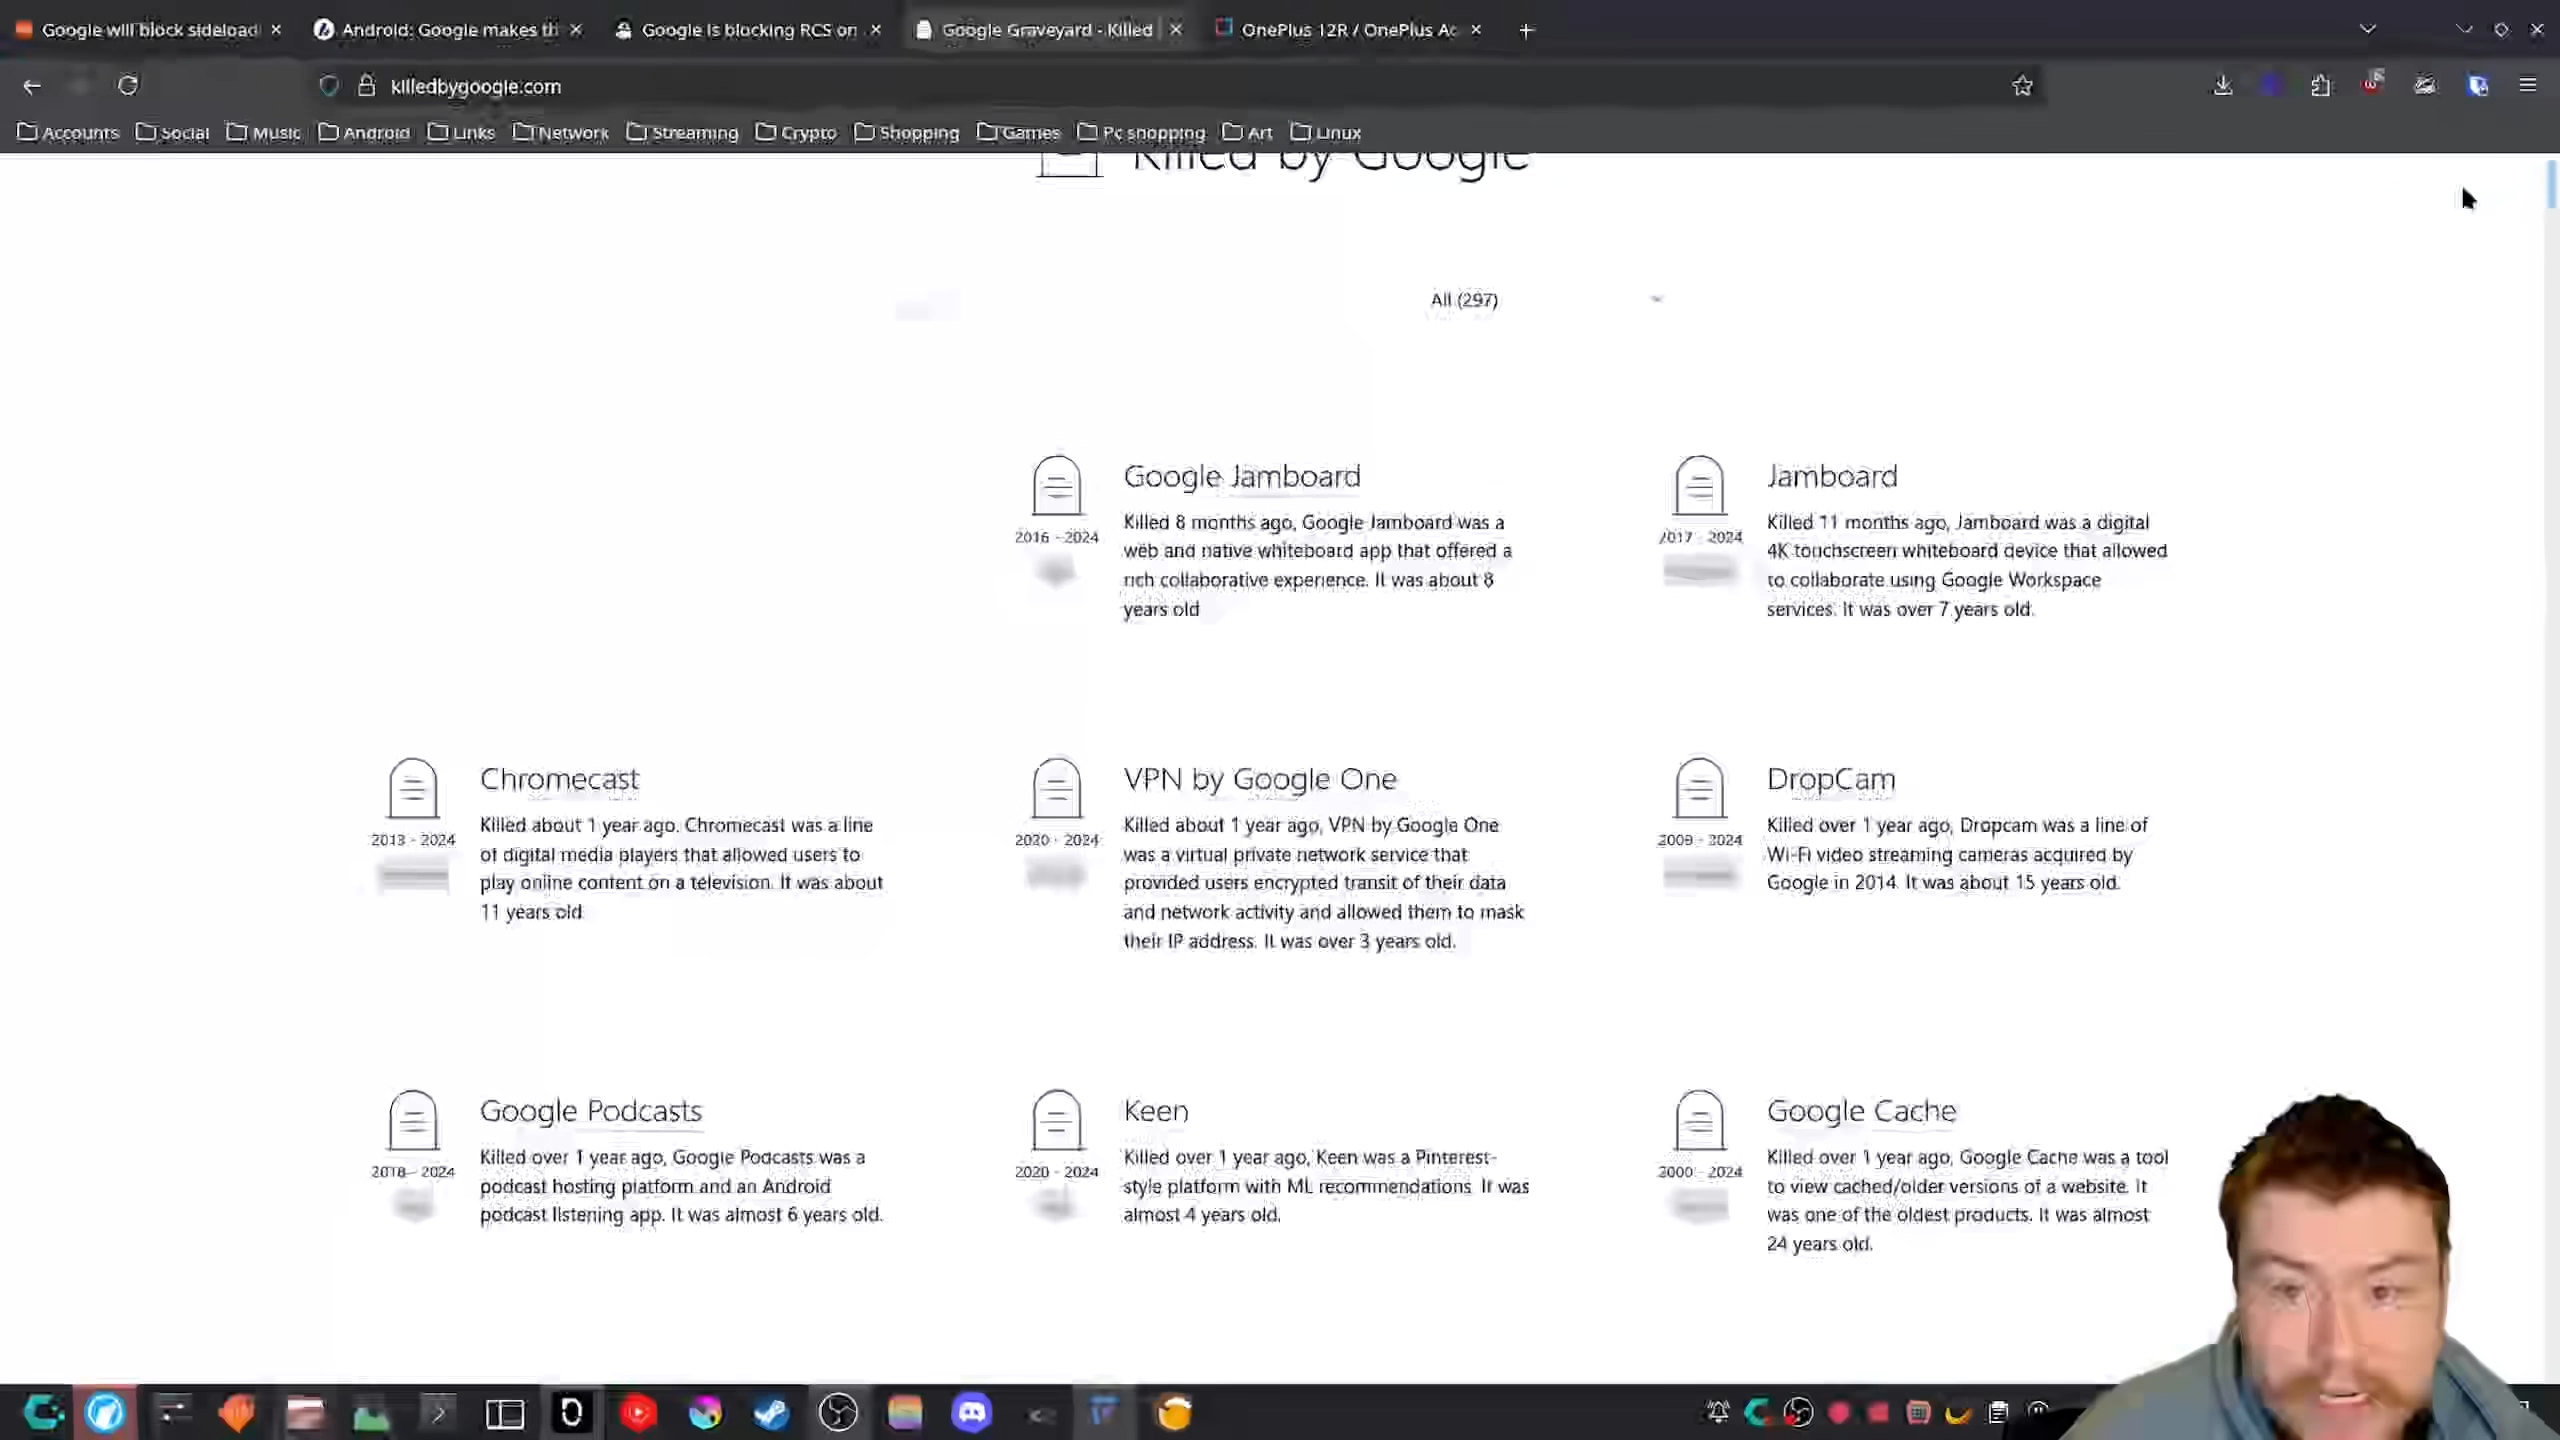 Google will block sideload
Android: Google makes th
Google is blocking RCS on
Google Graveyard - Killed
OnePlus 12R / OnePlus Ac
killedbygoogle.com
Accounts
Social
Music
Android
Links
Network
Streaming
Crypto
Shopping
Games
Pc shopping
Art
Linux
Killed by Google
All (297)
Google Jamboard
2016 - 2024
Killed 8 months ago, Google Jamboard was a
web and native whiteboard app that offered a
rich collaborative experience. It was about 8
years old
Jamboard
2017 - 2024
Killed 11 months ago, Jamboard was a digital
4K touchscreen whiteboard device that allowed
to collaborate using Google Workspace
services. It was over 7 years old.
Chromecast
2013 - 2024
Killed about 1 year ago. Chromecast was a line
of digital media players that allowed users to
play online content on a television. It was about
11 years old
VPN by Google One
2020 - 2024
Killed about 1 year ago, VPN by Google One
was a virtual private network service that
provided users encrypted transit of their data
and network activity and allowed them to mask
their IP address. It was over 3 years old.
DropCam
2009 - 2024
Killed over 1 year ago, Dropcam was a line of
Wi-Fi video streaming cameras acquired by
Google in 2014. It was about 15 years old.
Google Podcasts
2018 - 2024
Killed over 1 year ago, Google Podcasts was a
podcast hosting platform and an Android
podcast listening app. It was almost 6 years old.
Keen
2020 - 2024
Killed over 1 year ago, Keen was a Pinterest-
style platform with ML recommendations. It was
almost 4 years old.
Google Cache
2000 - 2024
Killed over 1 year ago, Google Cache was a tool
to view cached/older versions of a website. It
was one of the oldest products. It was almost
24 years old.